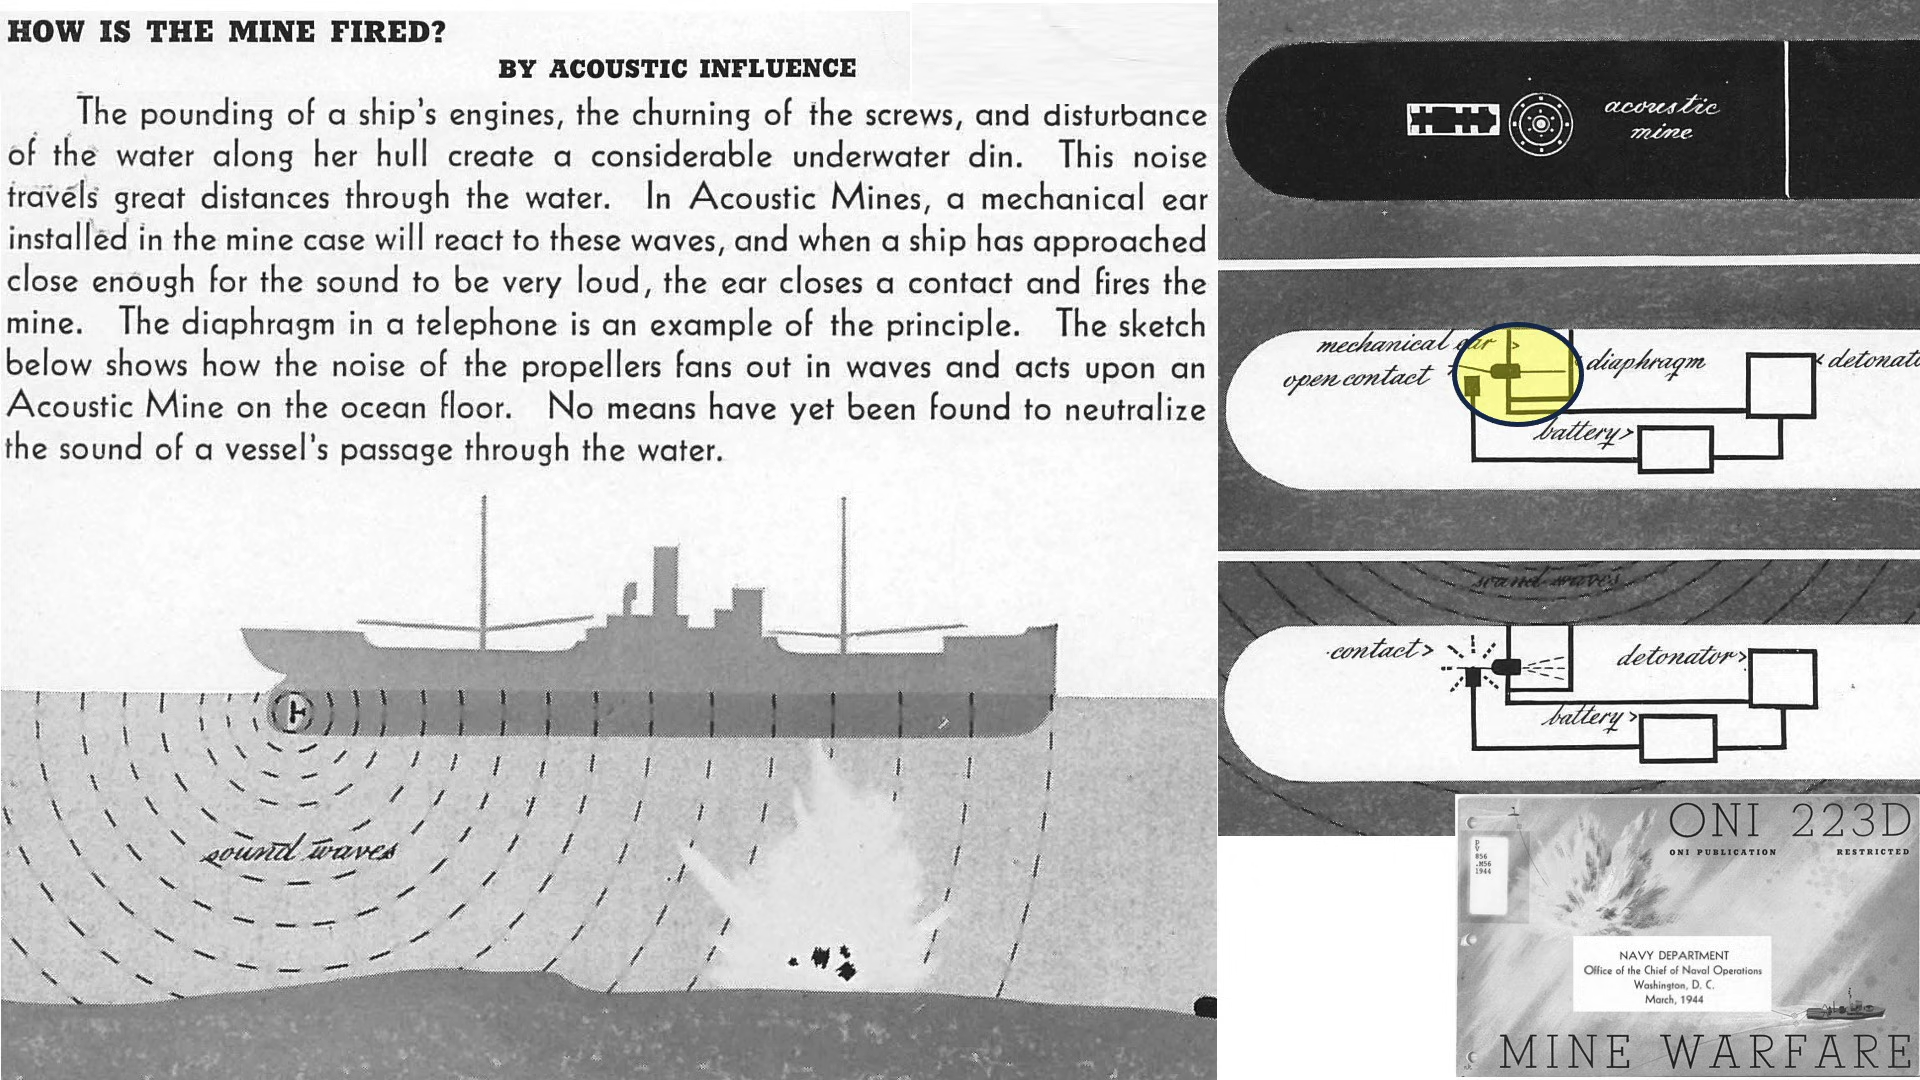 HOW IS THE MINE FIRED?
BY ACOUSTIC INFLUENCE
The pounding of a ship's engines, the churning of the screws, and disturbance
of the water along her hull create a considerable underwater din. This noise
travels great distances through the water. In Acoustic Mines, a mechanical ear
installed in the mine case will react to these waves, and when a ship has approached
close enough for the sound to be very loud, the ear closes a contact and fires the
mine. The diaphragm in a telephone is an example of the principle. The sketch
below shows how the noise of the propellers fans out in waves and acts upon an
Acoustic Mine on the ocean floor. No means have yet been found to neutralize
the sound of a vessel's passage through the water.
sound waves
acoustic
mine
mechanical ear >
open contact
diaphragm
detonat
battery>
sound waves
contact>
detonator>
battery>
1
ONI 223D
ONI PUBLICATION RESTRICTED
D
V
856
.M56
1944
NAVY DEPARTMENT
Office of the Chief of Naval Operations
Washington, D. C.
March, 1944
MINE WARFARE